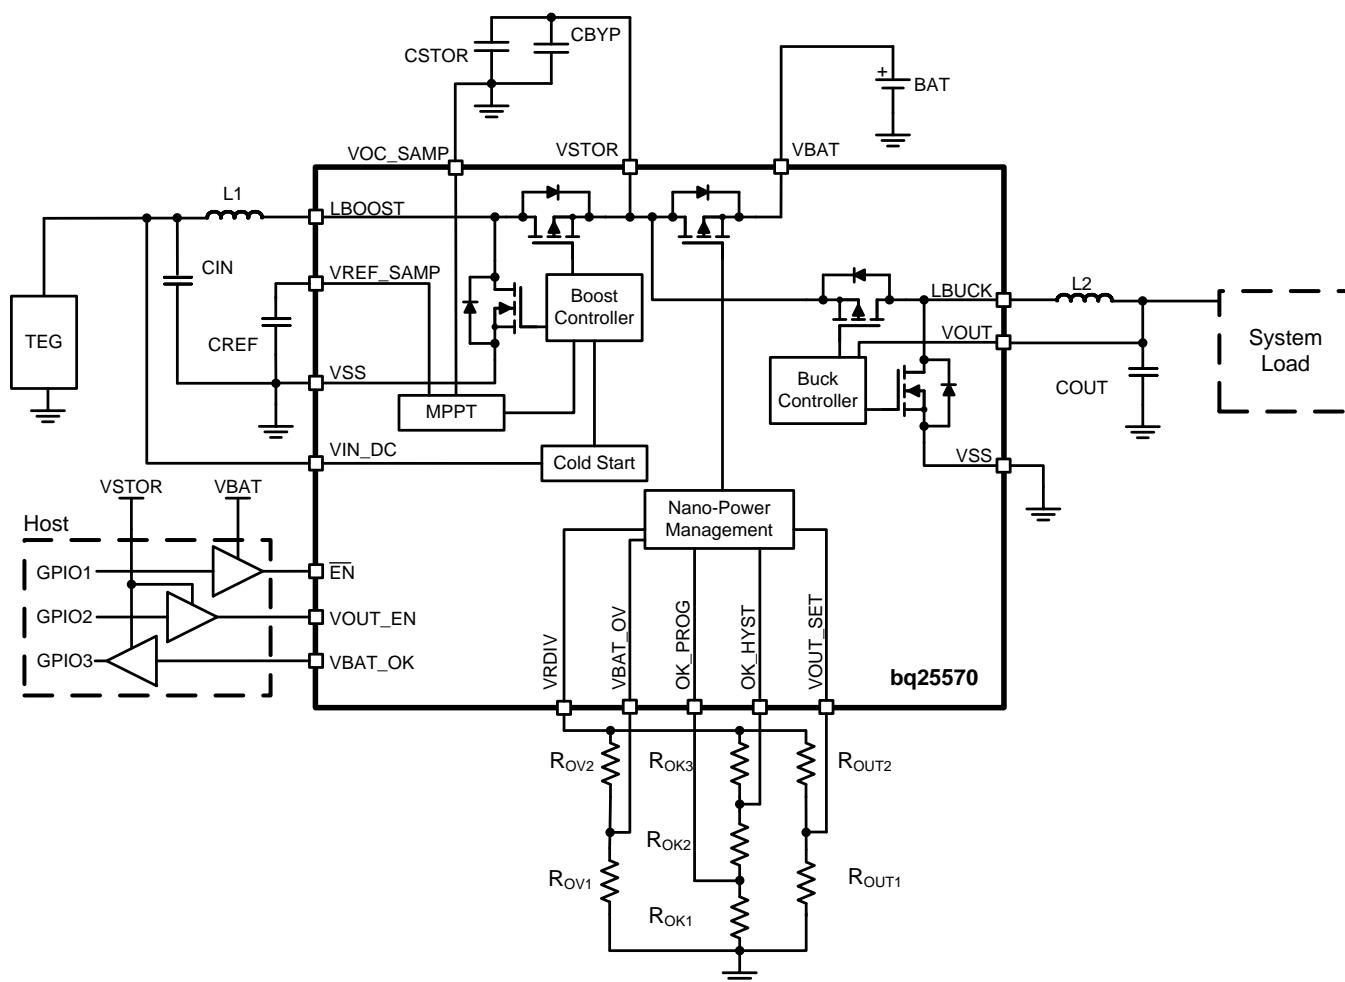 CSTOR
CBYP
BAT
+
VOC_SAMP
VSTOR
VBAT
L1
LBOOST
CIN
VREF_SAMP
Boost
Controller
LBUCK
L2
TEG
CREF
VOUT
System
Load
VSS
Buck
Controller
COUT
MPPT
VIN_DC
Cold Start
VSS
VSTOR
VBAT
Nano-Power
Management
Host
GPIO1
EN
GPIO2
VOUT_EN
GPIO3
VBAT_OK
VRDIV
VBAT_OV
OK_PROG
OK_HYST
VOUT_SET
bq25570
ROV2
ROK3
ROUT2
ROK2
ROV1
ROUT1
ROK1